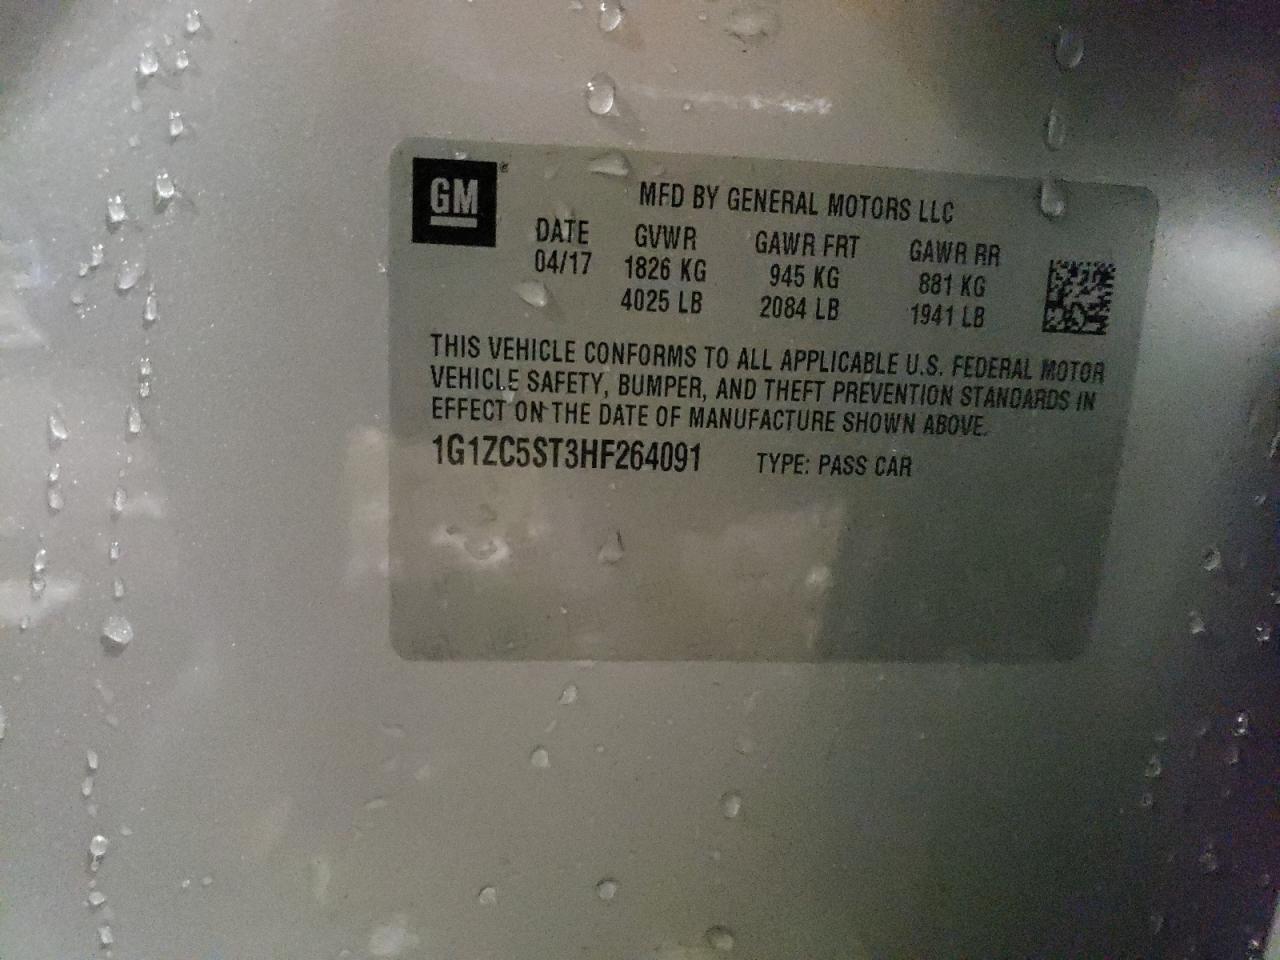 GM
MFD BY GENERAL MOTORS LLC
DATE GVWR GAWR FRT GAWR RR
04/17 1826 KG 945 KG 881 KG
4025 LB 2084 LB 1941 LB
THIS VEHICLE CONFORMS TO ALL APPLICABLE U.S. FEDERAL MOTOR
VEHICLE SAFETY, BUMPER, AND THEFT PREVENTION STANDARDS IN
EFFECT ON THE DATE OF MANUFACTURE SHOWN ABOVE.
1G1ZC5ST3HF264091 TYPE: PASS CAR